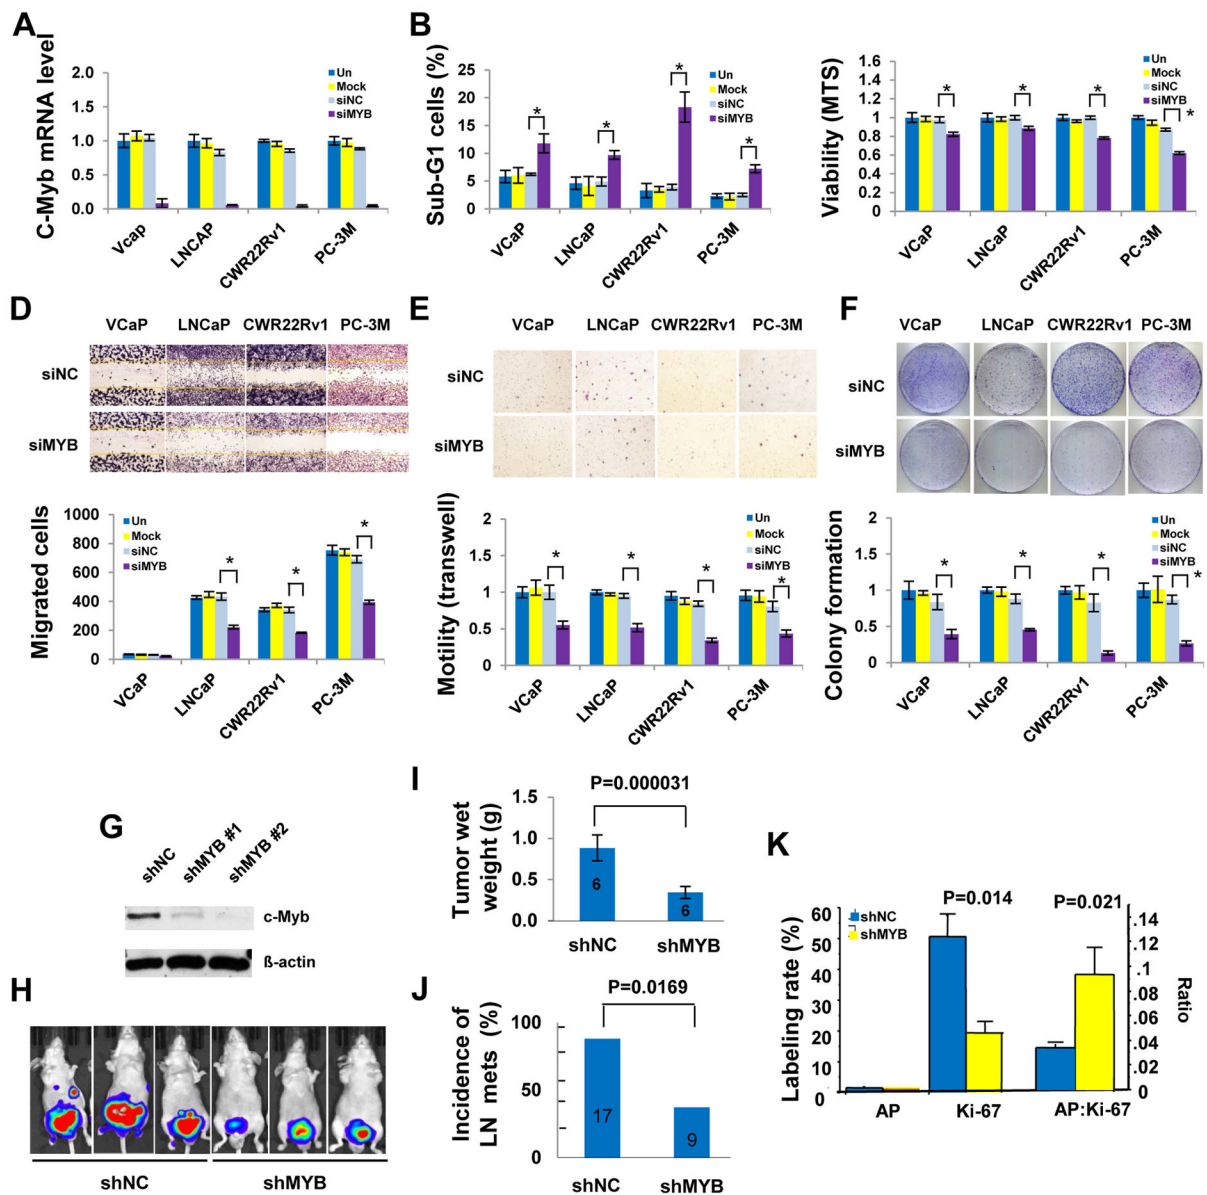 A
C-Myb mRNA level
2.0
1.5
1.0
0.5
0.0
Un
Mock
siNC
siMYB
Vcap
LNCAP
CWR22Rv1
PC-3M
B
Sub-G1 cells (%)
25
20
15
10
5
0
Un
Mock
siNC
siMYB
*
*
*
*
VCaP
LNCaP
CWR22Rv1
PC-3M
Viability (MTS)
1.6
1.4
1.2
1
0.8
0.6
0.4
0.2
0
Un
Mock
siNC
siMYB
*
*
*
*
VCaP
LNCaP
CWR22Rv1
PC-3M
D
VCaP LNCaP CWR22Rv1 PC-3M
siNC
siMYB
Migrated cells
1000
800
600
400
200
0
Un
Mock
siNC
siMYB
*
*
*
VCaP
LNCaP
CWR22Rv1
PC-3M
E
VCaP LNCaP CWR22Rv1 PC-3M
siNC
siMYB
Motility (transwell)
2
1.5
1
0.5
0
Un
Mock
siNC
siMYB
*
*
*
*
VCaP
LNCaP
CWR22Rv1
PC-3M
F
VCaP LNCaP CWR22Rv1 PC-3M
siNC
siMYB
Colony formation
2
1.5
1
0.5
0
Un
Mock
siNC
siMYB
*
*
*
*
VCaP
LNCaP
CWR22Rv1
PC-3M
G
shNC
shMYB #1
shMYB #2
c-Myb
ß-actin
H
shNC shMYB
I
P=0.000031
Tumor wet
weight (g)
1.5
1.0
0.5
0.0
6
6
shNC shMYB
J
P=0.0169
Incidence of
LN mets (%)
100
50
0
17
9
shNC shMYB
K
P=0.014 P=0.021
shNC
shMYB
Labeling rate (%)
60
50
40
30
20
10
0
.14
.12
.1
.08
.06
.04
.02
0
Ratio
AP Ki-67 AP:Ki-67